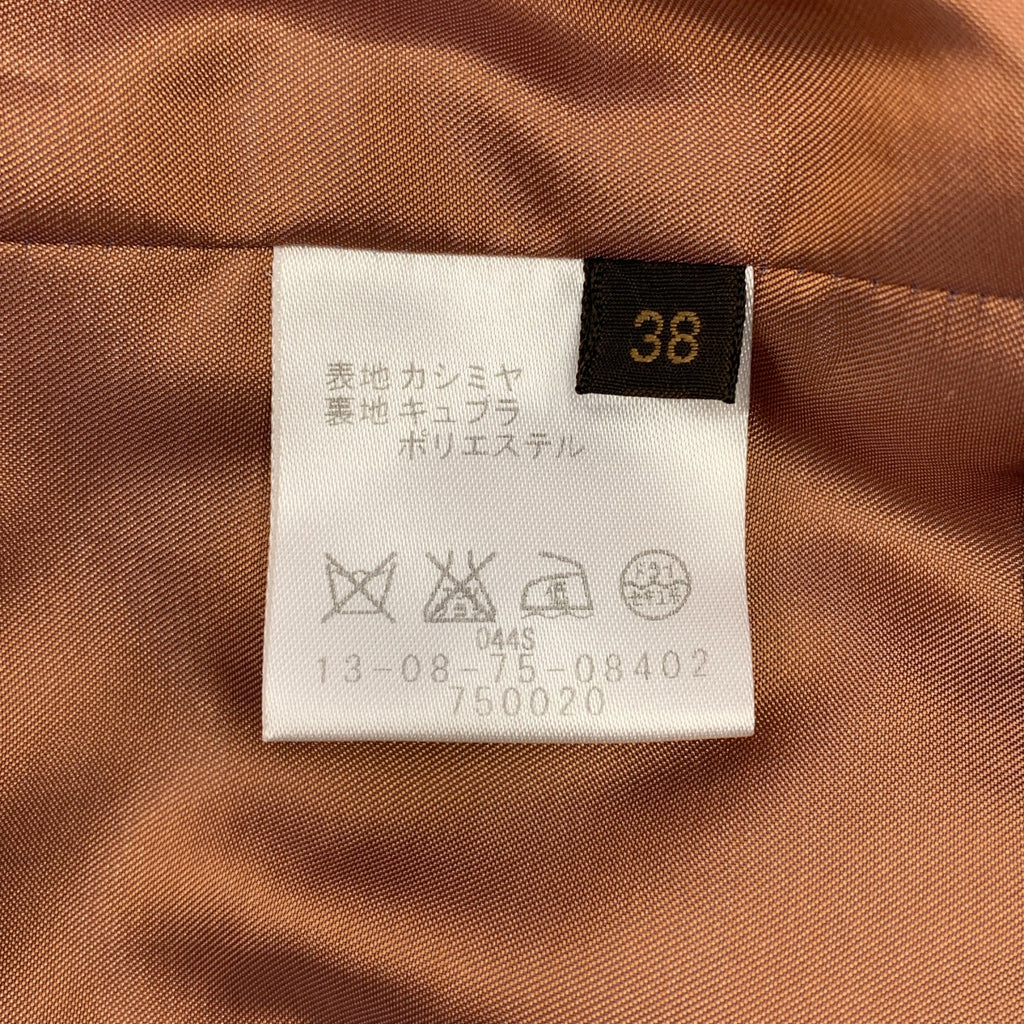 38
表地 カシミヤ
裏地 キュプラ
ポリエステル
低
044S
13-08-75-08402
750020